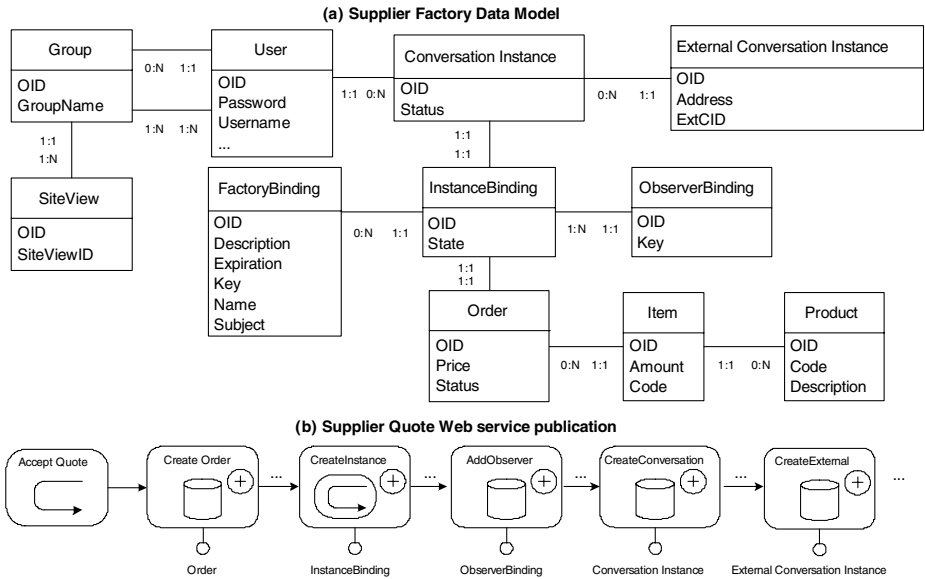 (a) Supplier Factory Data Model
Group
OID
GroupName
0:N 1:1
1:N 1:N
User
OID
Password
Username
...
1:1 0:N
Conversation Instance
OID
Status
0:N 1:1
External Conversation Instance
OID
Address
ExtCID
1:1
1:N
1:1
1:1
SiteView
OID
SiteViewID
FactoryBinding
OID
Description
Expiration
Key
Name
Subject
0:N 1:1
InstanceBinding
OID
State
1:N 1:1
ObserverBinding
OID
Key
1:1
1:1
Order
OID
Price
Status
0:N 1:1
Item
OID
Amount
Code
1:1 0:N
Product
OID
Code
Description
(b) Supplier Quote Web service publication
Accept Quote
Create Order
...
CreateInstance
...
AddObserver
...
CreateConversation
...
CreateExternal
...
Order
InstanceBinding
ObserverBinding
Conversation Instance
External Conversation Instance